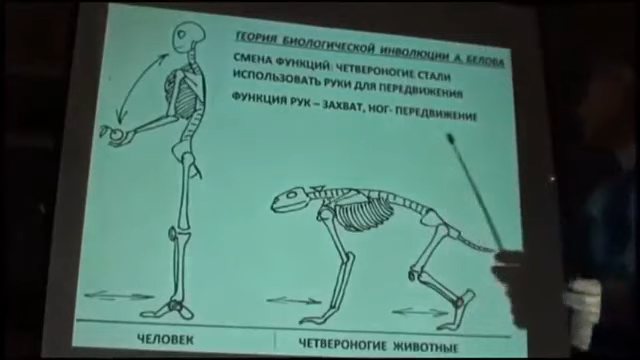 ТЕОРИЯ БИОЛОГИЧЕСКОЙ ИНВОЛЮЦИИ А. БЕЛОВА
СМЕНА ФУНКЦИЙ: ЧЕТВЕРОНОГИЕ СТАЛИ
ИСПОЛЬЗОВАТЬ РУКИ ДЛЯ ПЕРЕДВИЖЕНИЯ
ФУНКЦИЯ РУК – ЗАХВАТ, НОГ- ПЕРЕДВИЖЕНИЕ
ЧЕЛОВЕК
ЧЕТВЕРОНОГИЕ ЖИВОТНЫЕ